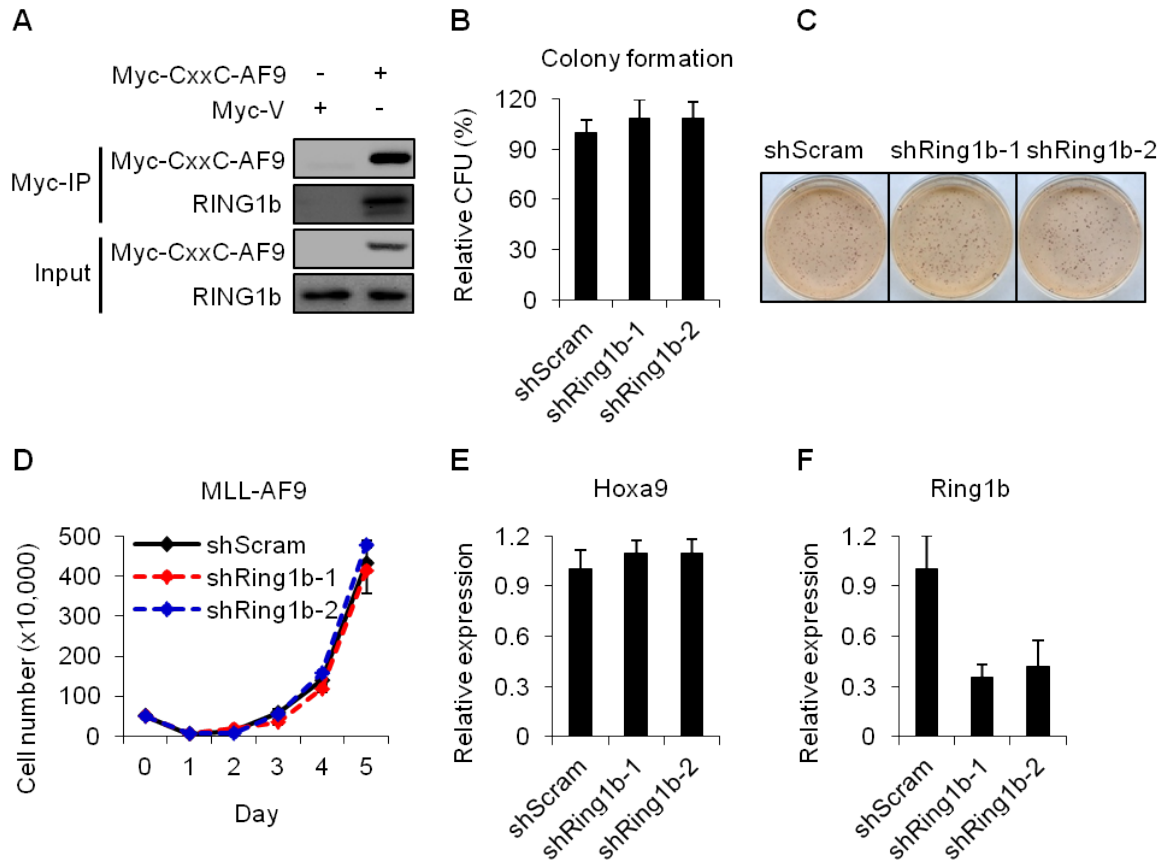 A
Myc-CxxC-AF9 - +
Myc-V + -
Myc-IP
Myc-CxxC-AF9
RING1b
Input
Myc-CxxC-AF9
RING1b
B
Colony formation
Relative CFU (%)
120
90
60
30
0
shScram
shRing1b-1
shRing1b-2
C
shScram shRing1b-1 shRing1b-2
D
MLL-AF9
Cell number (x10,000)
500
400
300
200
100
0
shScram
shRing1b-1
shRing1b-2
0 1 2 3 4 5
Day
E
Hoxa9
Relative expression
1.2
0.9
0.6
0.3
0
shScram
shRing1b-1
shRing1b-2
F
Ring1b
Relative expression
1.2
0.9
0.6
0.3
0
shScram
shRing1b-1
shRing1b-2